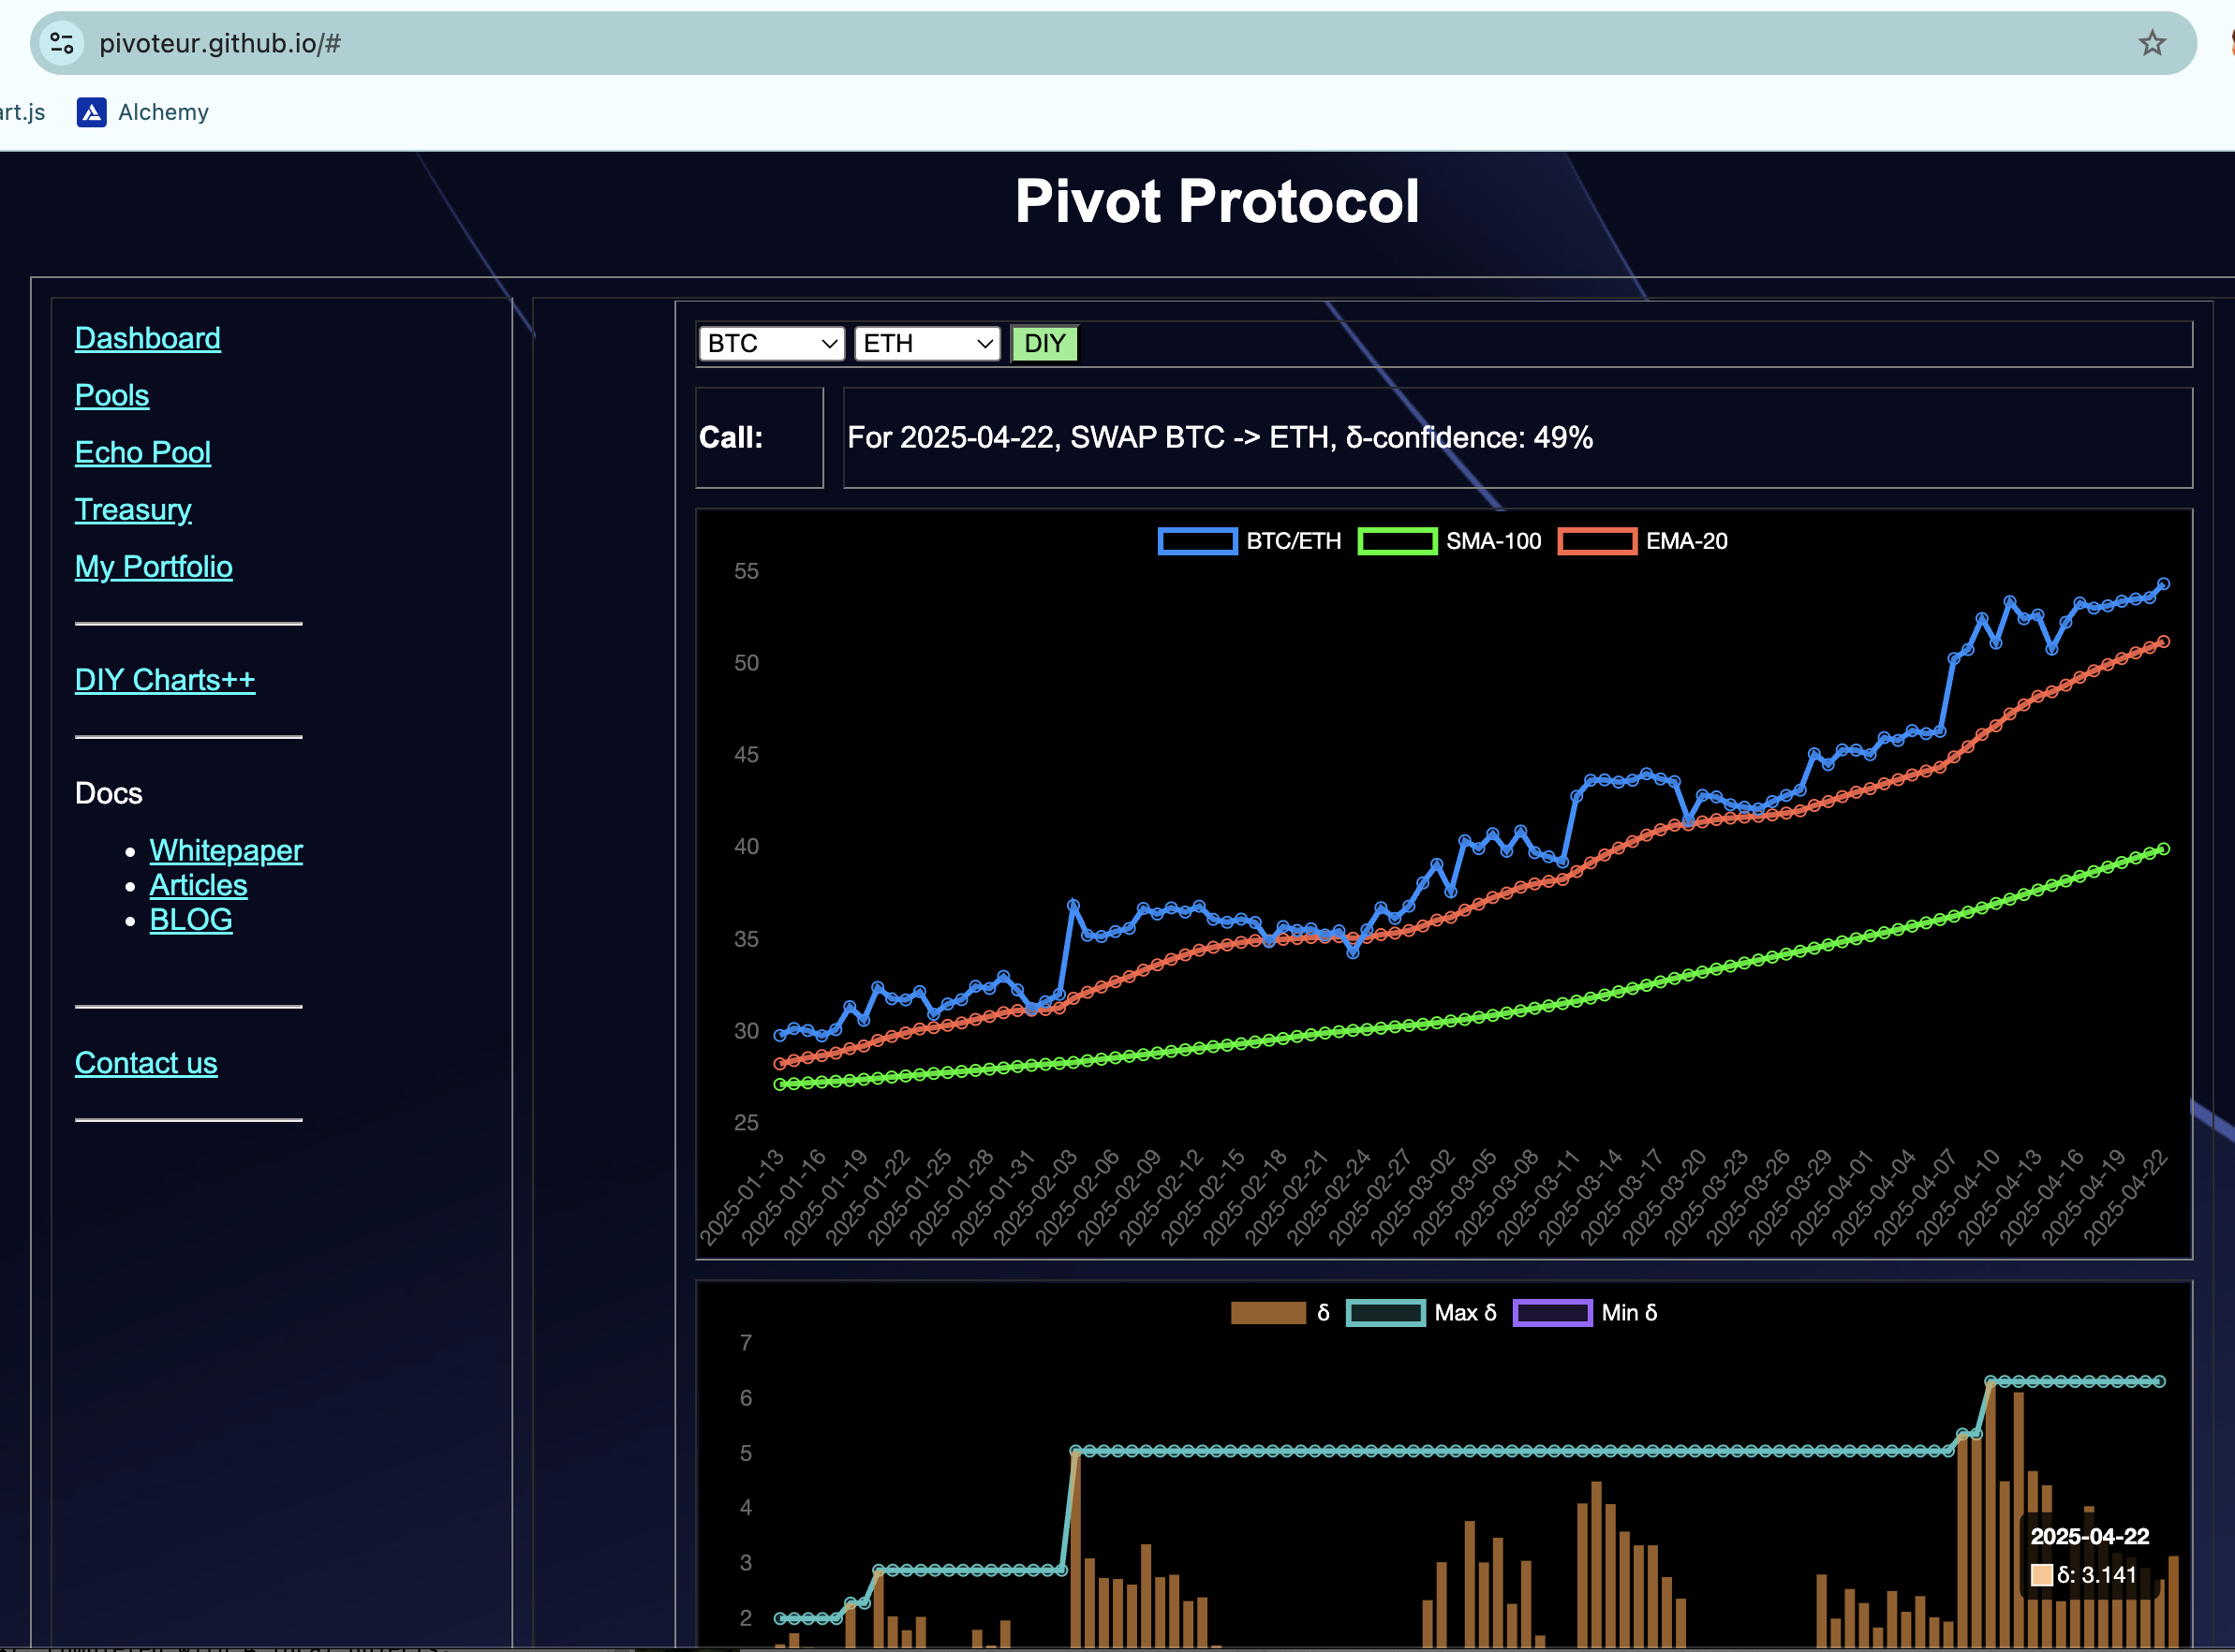 pivoteur.github.io/#
art.js Alchemy
Pivot Protocol
Dashboard
Pools
Echo Pool
Treasury
My Portfolio
DIY Charts++
Docs
• Whitepaper
• Articles
• BLOG
Contact us
BTC ETH DIY
Call: For 2025-04-22, SWAP BTC -> ETH, δ-confidence: 49%
BTC/ETH SMA-100 EMA-20
55
50
45
40
35
30
25
2025-01-13 2025-01-16 2025-01-19 2025-01-22 2025-01-25 2025-01-28 2025-01-31 2025-02-03 2025-02-06 2025-02-09 2025-02-12 2025-02-15 2025-02-18 2025-02-21 2025-02-24 2025-02-27 2025-03-02 2025-03-05 2025-03-08 2025-03-11 2025-03-14 2025-03-17 2025-03-20 2025-03-23 2025-03-26 2025-03-29 2025-04-01 2025-04-04 2025-04-07 2025-04-10 2025-04-13 2025-04-16 2025-04-19 2025-04-22
δ Max δ Min δ
7
6
5
4
3
2
2025-04-22
δ: 3.141